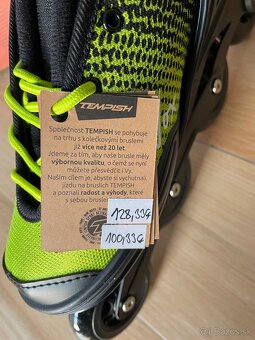 TEMPISH
Společnost TEMPISH se pohybuje
na trhu s kolečkovými bruslemi
již více než 20 let.
Jdeme za tím, aby naše brusle měly
výbornou kvalitu, o čemž se nyní
můžete přesvědčit i Vy.
Naším cílem je, abyste si vychutnali
jízdu na bruslích TEMPISH
a poznali radost a výhody, které
s sebou bruslení
128,33€
100,33€